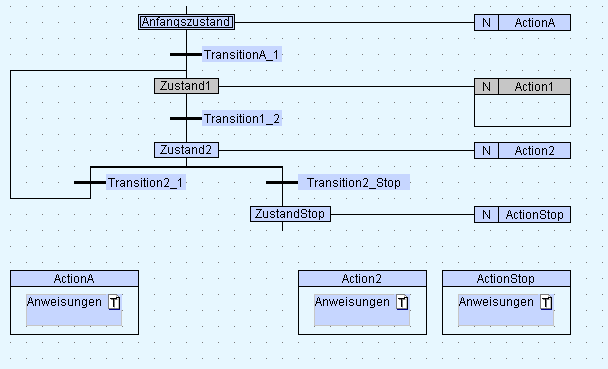 Anfangszustand N ActionA
TransitionA_1
Zustand1 N Action1
Transition1_2
Zustand2 N Action2
Transition2_1 Transition2_Stop
ZustandStop N ActionStop
ActionA Action2 ActionStop
Anweisungen T Anweisungen T Anweisungen T